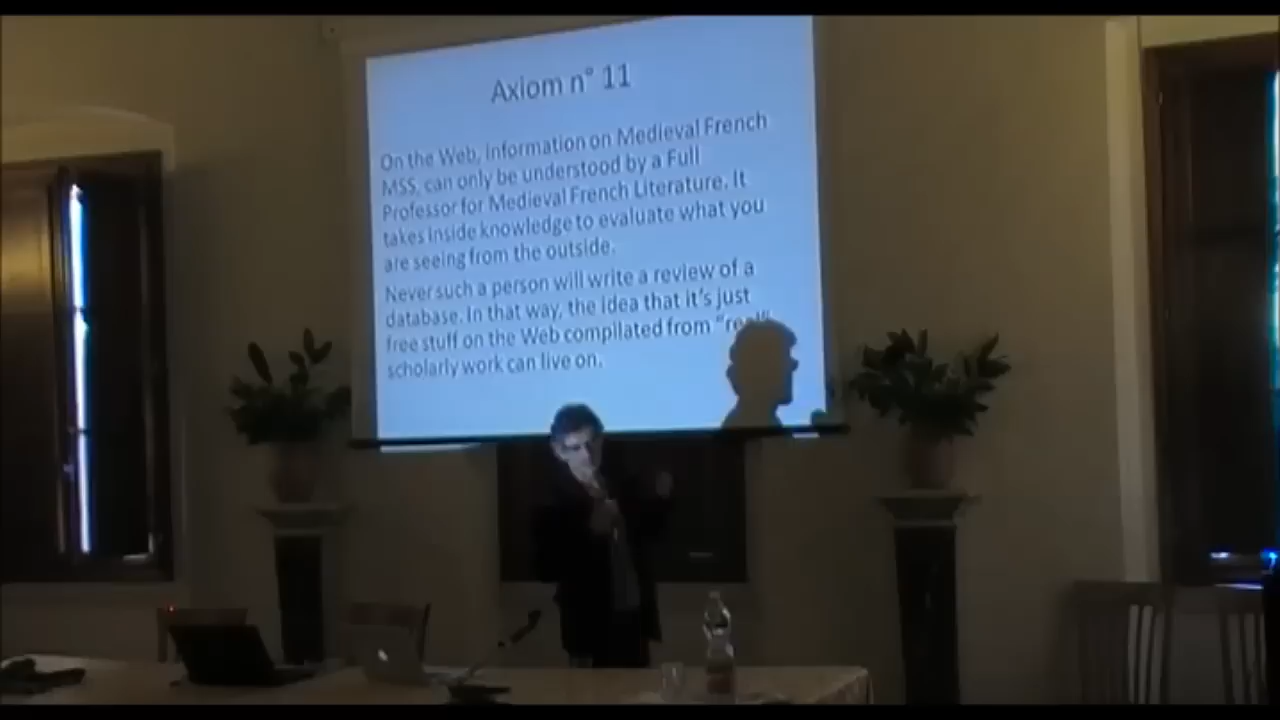 Axiom n° 11
On the Web, information on Medieval French
MSS, can only be understood by a Full
Professor for Medieval French Literature. It
takes inside knowledge to evaluate what you
are seeing from the outside.
Never such a person will write a review of a
database. In that way, the idea that it's just
free stuff on the Web compilated from "real"
scholarly work can live on.